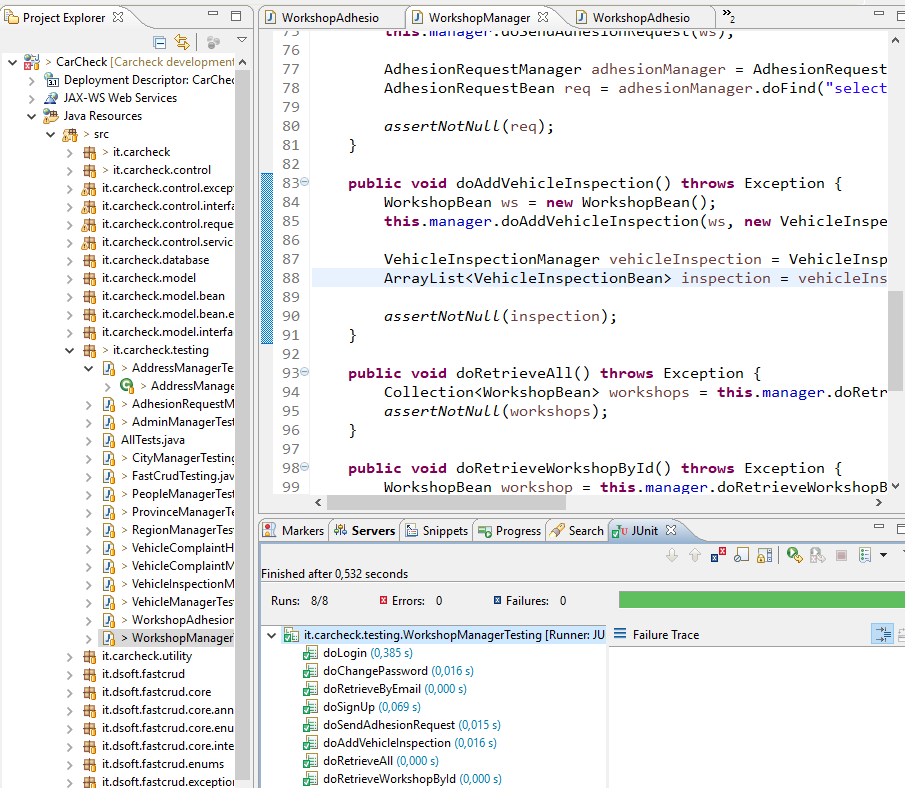 Project Explorer
> CarCheck [Carcheck development
Deployment Descriptor: CarChec
JAX-WS Web Services
Java Resources
> src
> it.carcheck
> it.carcheck.control
it.carcheck.control.except
it.carcheck.control.interfa
it.carcheck.control.reque
it.carcheck.control.servic
it.carcheck.database
it.carcheck.model
it.carcheck.model.bean
it.carcheck.model.bean.e
it.carcheck.model.interfa
> it.carcheck.testing
> AddressManagerTe
> AddressManage
> AdhesionRequestM
> AdminManagerTest
AllTests.java
> CityManagerTesting
> FastCrudTesting.jav
> PeopleManagerTest
> ProvinceManagerTe
> RegionManagerTes
> VehicleComplaintH
> VehicleComplaintM
> VehicleInspectionM
> VehicleManagerTes
> WorkshopAdhesion
> WorkshopManager
it.carcheck.utility
it.dsoft.fastcrud
it.dsoft.fastcrud.core
it.dsoft.fastcrud.core.ann
it.dsoft.fastcrud.core.enu
it.dsoft.fastcrud.core.inte
it.dsoft.fastcrud.enums
it.dsoft.fastcrud.exception
WorkshopAdhesio
WorkshopManager
WorkshopAdhesio
»2
75 this.manager.doSendAdhesionRequest(ws);
76
77 AdhesionRequestManager adhesionManager = AdhesionRequest
78 AdhesionRequestBean req = adhesionManager.doFind("select
79
80 assertNotNull(req);
81 }
82
83 public void doAddVehicleInspection() throws Exception {
84 WorkshopBean ws = new WorkshopBean();
85 this.manager.doAddVehicleInspection(ws, new VehicleInspe
86
87 VehicleInspectionManager vehicleInspection = VehicleInsp
88 ArrayList<VehicleInspectionBean> inspection = vehicleIns
89
90 assertNotNull(inspection);
91 }
92
93 public void doRetrieveAll() throws Exception {
94 Collection<WorkshopBean> workshops = this.manager.doRetr
95 assertNotNull(workshops);
96 }
97
98 public void doRetrieveWorkshopById() throws Exception {
99 WorkshopBean workshop = this.manager.doRetrieveWorkshopB
Markers
Servers
Snippets
Progress
Search
JUnit
Finished after 0,532 seconds
Runs: 8/8
Errors: 0
Failures: 0
it.carcheck.testing.WorkshopManagerTesting [Runner: JU
doLogin (0,385 s)
doChangePassword (0,016 s)
doRetrieveByEmail (0,000 s)
doSignUp (0,069 s)
doSendAdhesionRequest (0,015 s)
doAddVehicleInspection (0,016 s)
doRetrieveAll (0,000 s)
doRetrieveWorkshopById (0,000 s)
Failure Trace